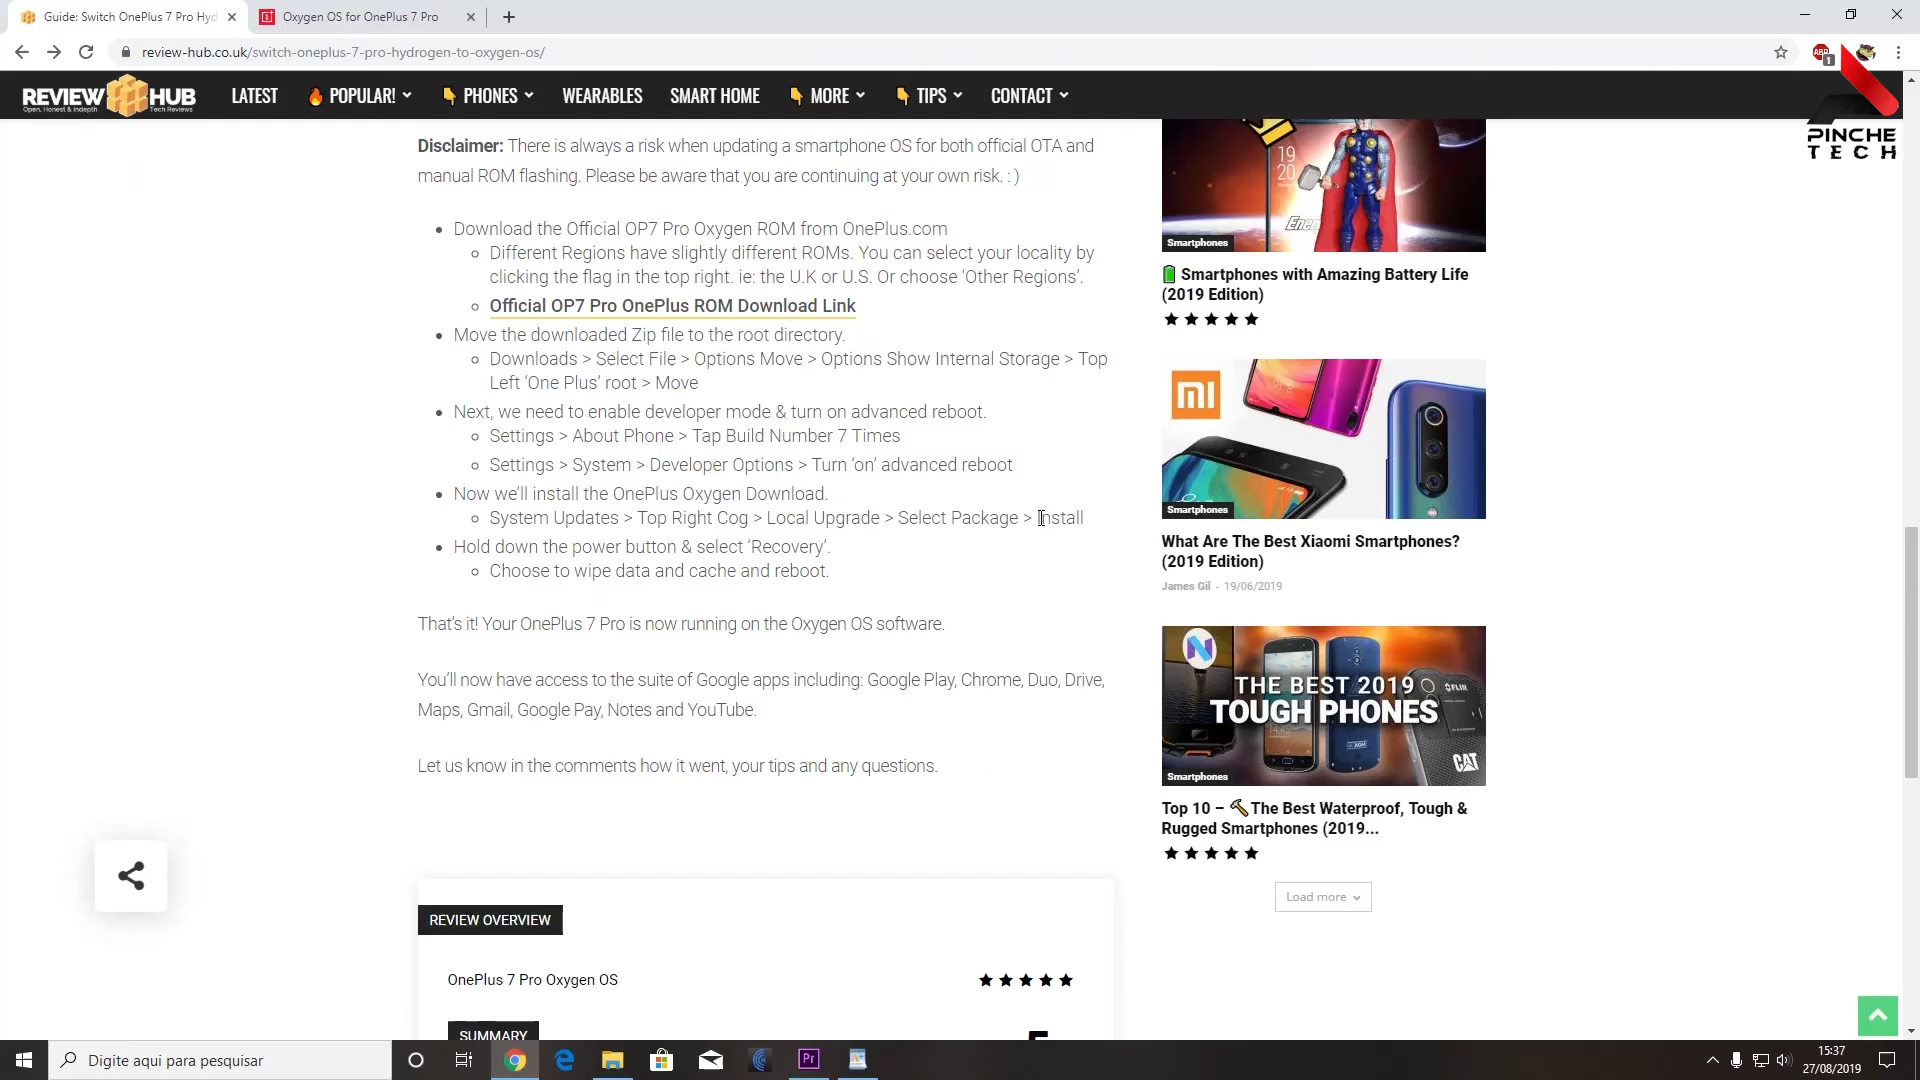 Guide: Switch OnePlus 7 Pro Hyd
Oxygen OS for OnePlus 7 Pro
review-hub.co.uk/switch-oneplus-7-pro-hydrogen-to-oxygen-os/
ABP
1
REVIEW HUB
Open, Honest & Indepth Tech Reviews
LATEST POPULAR! PHONES WEARABLES SMART HOME MORE TIPS CONTACT
PINCHE
TECH
Disclaimer: There is always a risk when updating a smartphone OS for both official OTA and
manual ROM flashing. Please be aware that you are continuing at your own risk. : )
• Download the Official OP7 Pro Oxygen ROM from OnePlus.com
Different Regions have slightly different ROMs. You can select your locality by
clicking the flag in the top right. ie: the U.K or U.S. Or choose 'Other Regions'.
Official OP7 Pro OnePlus ROM Download Link
• Move the downloaded Zip file to the root directory.
Downloads > Select File > Options Move > Options Show Internal Storage > Top
Left ‘One Plus’ root > Move
• Next, we need to enable developer mode & turn on advanced reboot.
Settings > About Phone > Tap Build Number 7 Times
Settings > System > Developer Options > Turn ‘on’ advanced reboot
• Now we’ll install the OnePlus Oxygen Download.
System Updates > Top Right Cog > Local Upgrade > Select Package > Install
• Hold down the power button & select ‘Recovery’.
Choose to wipe data and cache and reboot.
That’s it! Your OnePlus 7 Pro is now running on the Oxygen OS software.
You’ll now have access to the suite of Google apps including: Google Play, Chrome, Duo, Drive,
Maps, Gmail, Google Pay, Notes and YouTube.
Let us know in the comments how it went, your tips and any questions.
REVIEW OVERVIEW
OnePlus 7 Pro Oxygen OS
SUMMARY
19
20
Smartphones
Smartphones with Amazing Battery Life
(2019 Edition)
Smartphones
What Are The Best Xiaomi Smartphones?
(2019 Edition)
James Gil - 19/06/2019
THE BEST 2019
TOUGH PHONES
FLIR
CAT
Smartphones
Top 10 – The Best Waterproof, Tough &
Rugged Smartphones (2019...
Load more
Digite aqui para pesquisar
Pr
15:37
27/08/2019